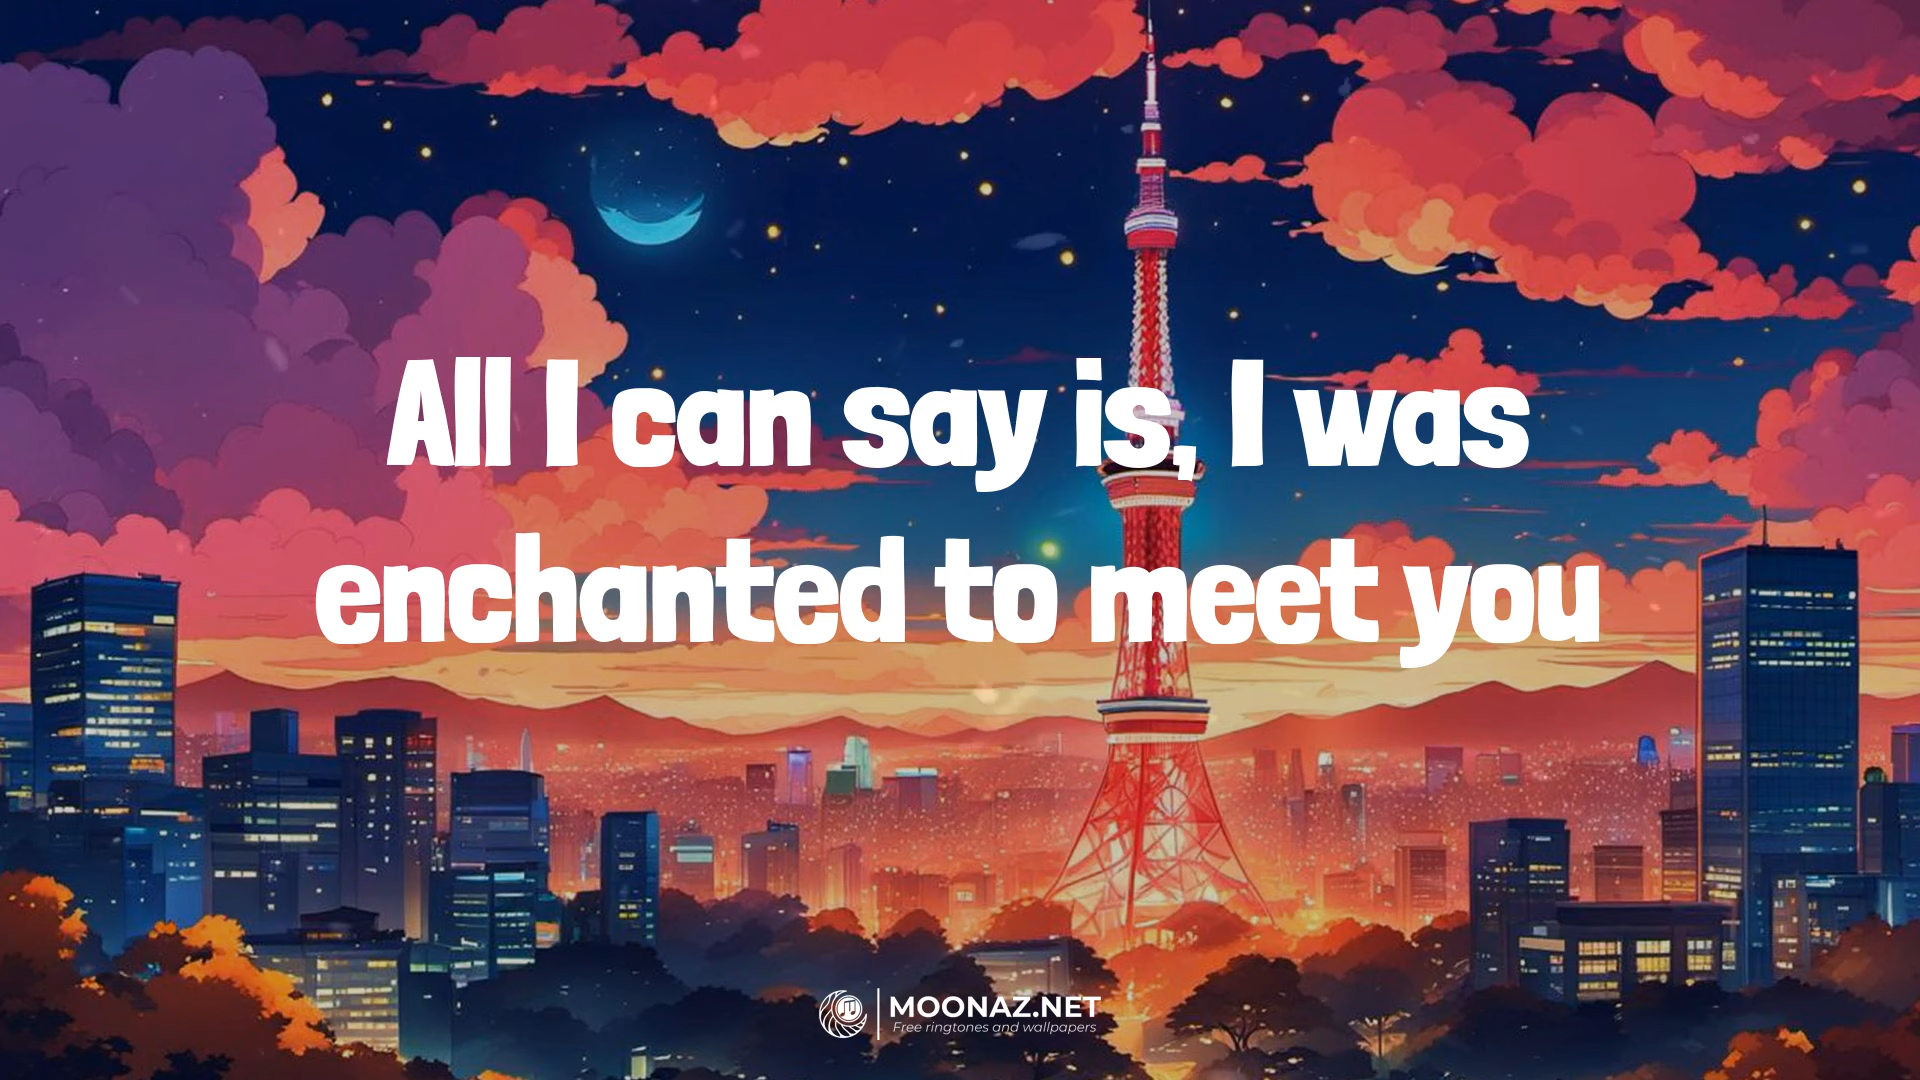 All I can say is, I was
enchanted to meet you
MOONAZ.NET
Free ringtones and wallpapers